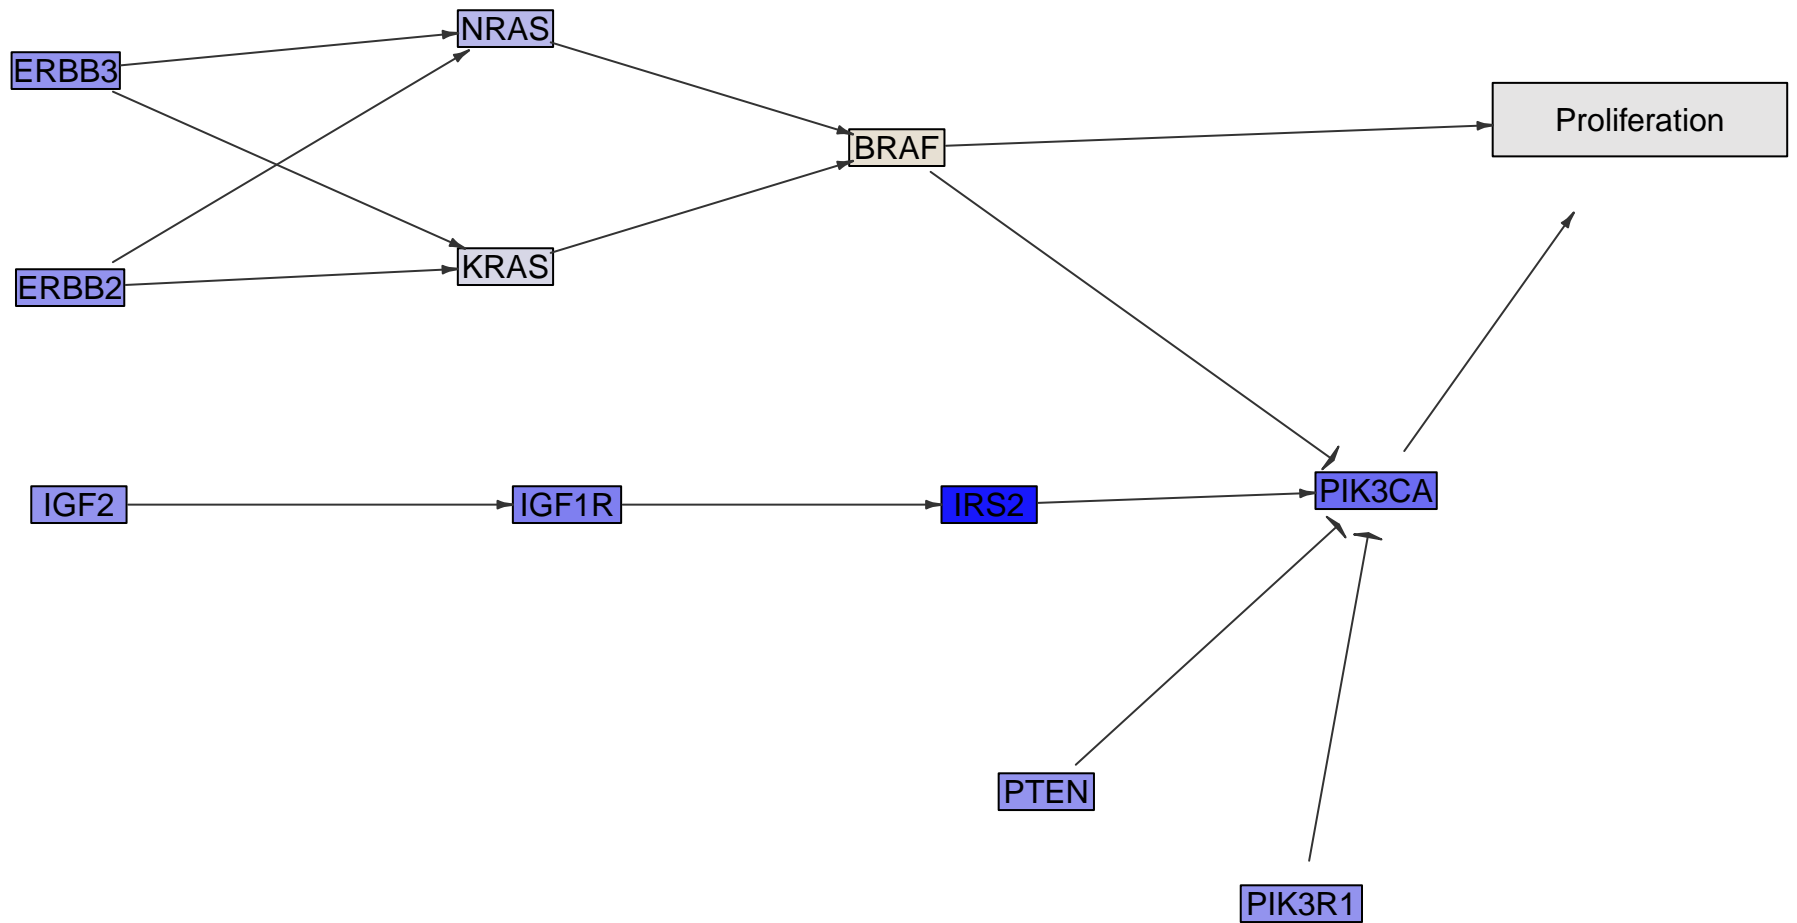 NRAS
ERBB3
Proliferation
BRAF
KRAS
ERBB2
IGF2
IGF1R
IRS2
PIK3CA
PTEN
PIK3R1